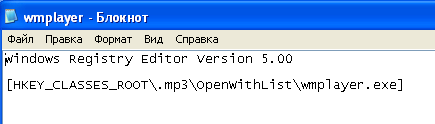 wmplayer - Блокнот
Файл Правка Формат Вид Справка
Windows Registry Editor Version 5.00
[HKEY_CLASSES_ROOT\.mp3\OpenWithList\wmplayer.exe]